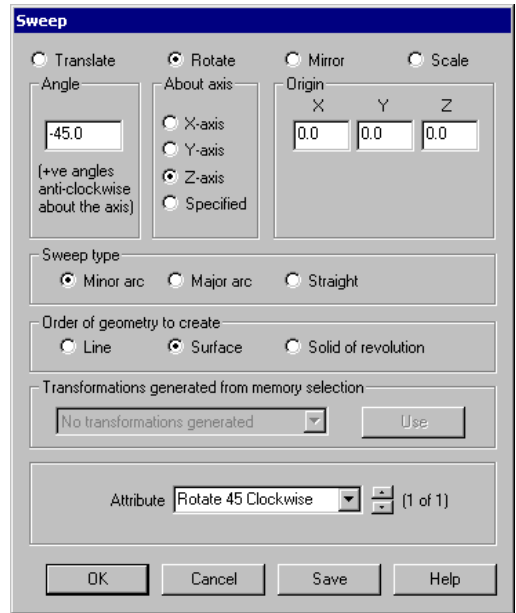 Sweep
Translate Rotate Mirror Scale
Angle About axis Origin
X Y Z
-45.0 X-axis 0.0 0.0 0.0
Y-axis
(+ve angles
anti-clockwise
about the axis)
Z-axis
Specified
Sweep type
Minor arc Major arc Straight
Order of geometry to create
Line Surface Solid of revolution
Transformations generated from memory selection
No transformations generated Use
Attribute Rotate 45 Clockwise (1 of 1)
OK Cancel Save Help